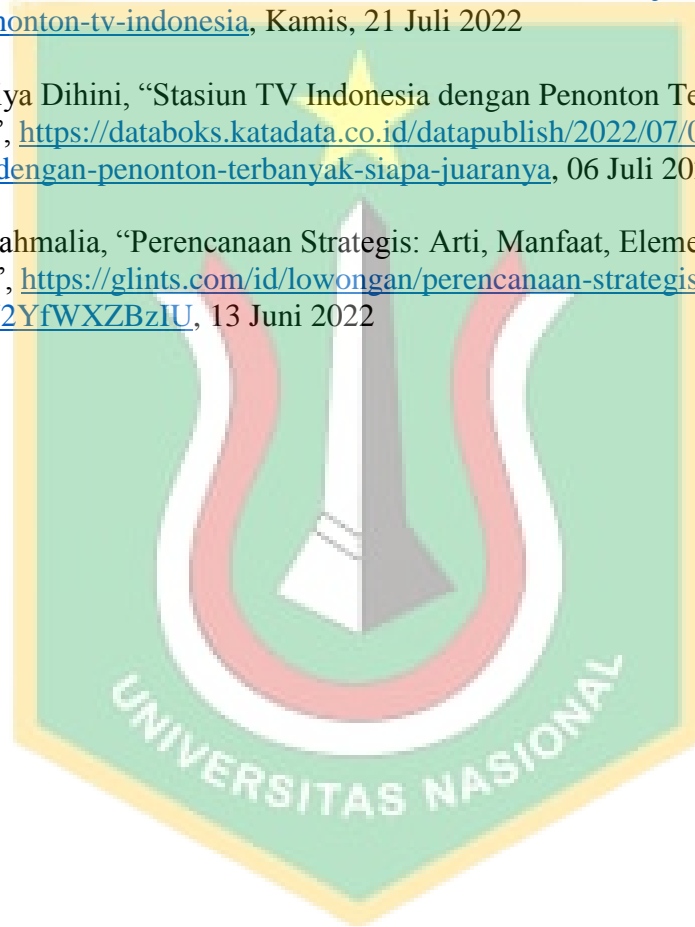 nonton-tv-indonesia, Kamis, 21 Juli 2022
iya Dihini, “Stasiun TV Indonesia dengan Penonton Te
”, https://databoks.katadata.co.id/datapublish/2022/07/0
dengan-penonton-terbanyak-siapa-juaranya, 06 Juli 20
ahmalia, “Perencanaan Strategis: Arti, Manfaat, Eleme
”, https://glints.com/id/lowongan/perencanaan-strategis
2YfWXZBzIU, 13 Juni 2022
UNIVERSITAS NASIONAL